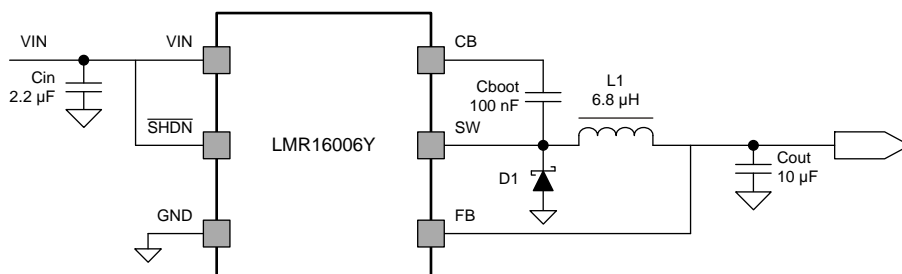 VIN
VIN
CB
Cin
2.2 µF
Cboot
100 nF
L1
6.8 µH
SHDN
LMR16006Y
SW
D1
Cout
10 µF
GND
FB